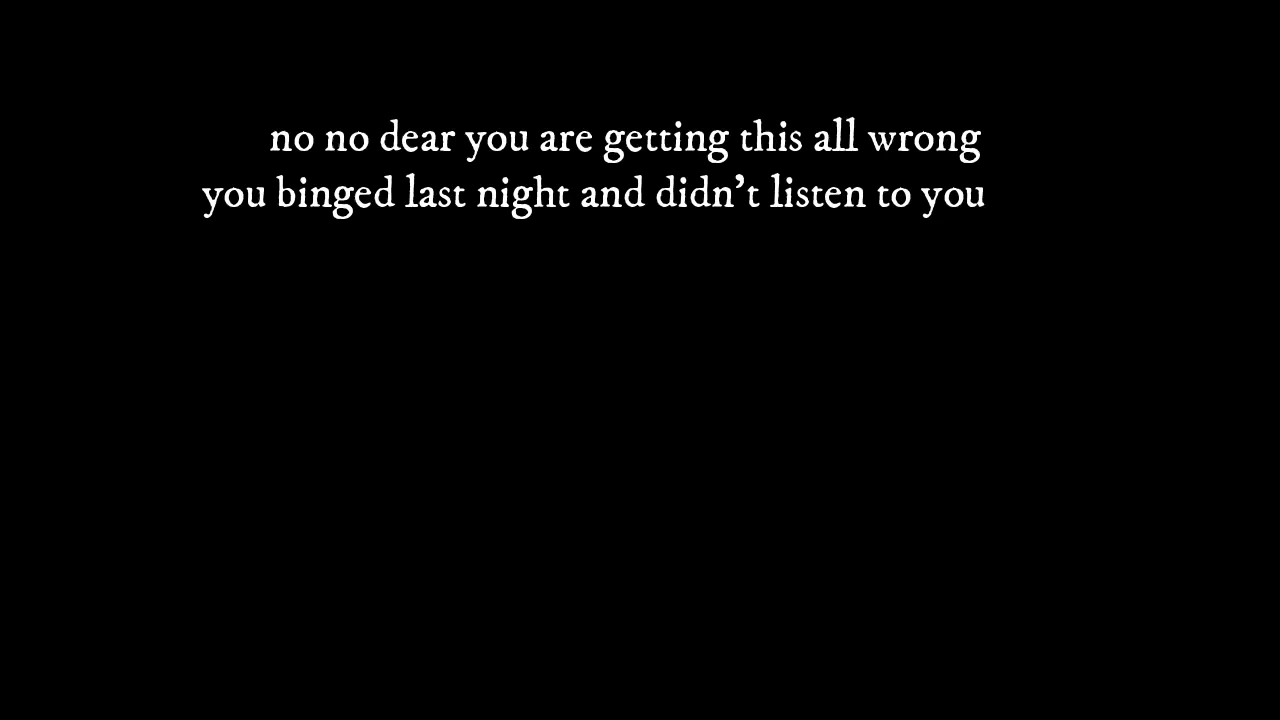 no no dear you are getting this all wrong
you binged last night and didn’t listen to you